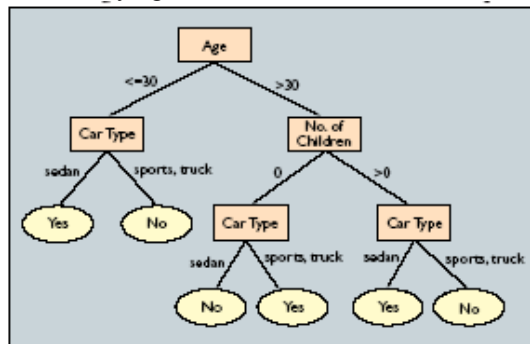 Age
<=30
>30
Car Type
No. of
Children
sedan
sports, truck
0
>0
Yes
No
Car Type
Car Type
sedan
sports, truck
sedan
sports, truck
No
Yes
Yes
No